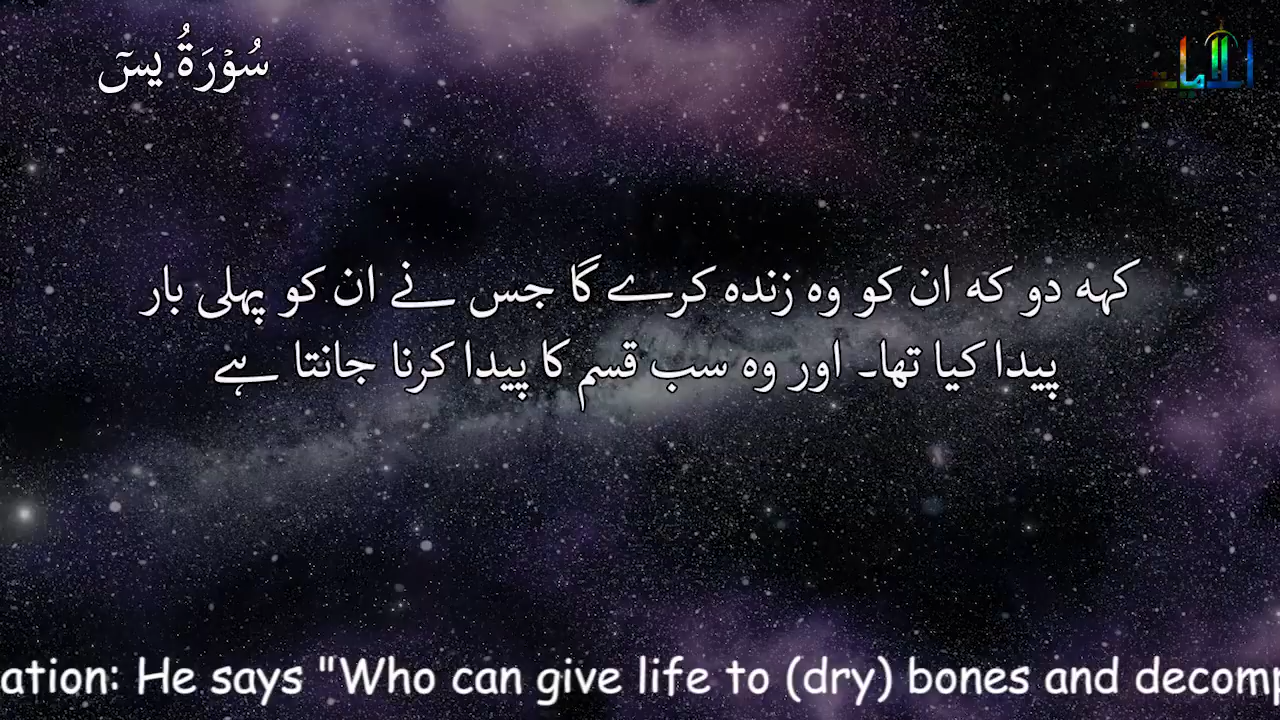 سُوْرَةُ يسٓ
کہہ دو کہ ان کو وہ زندہ کرے گا جس نے ان کو پہلی بار
پیدا کیا تھا۔ اور وہ سب قسم کا پیدا کرنا جانتا ہے
ation: He says "Who can give life to (dry) bones and decomp